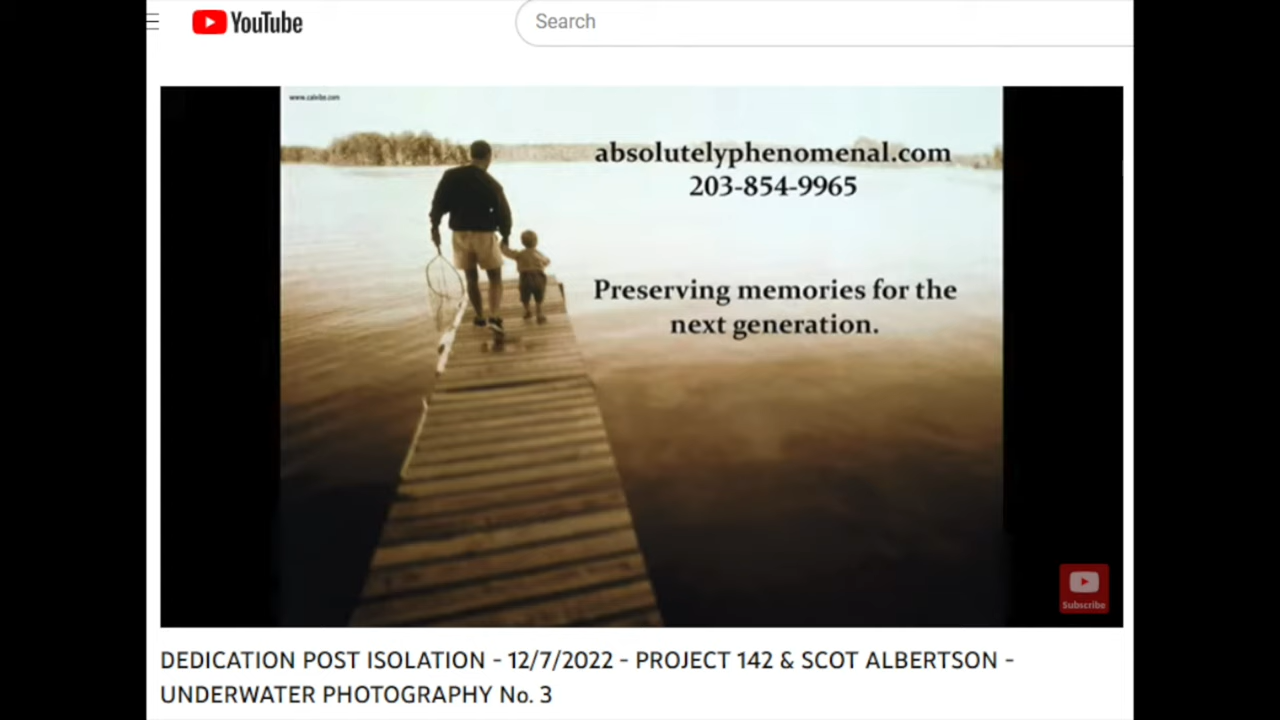 YouTube
Search
absolutelyphenomenal.com
203-854-9965
Preserving memories for the
next generation.
Subscribe
DEDICATION POST ISOLATION - 12/7/2022 - PROJECT 142 & SCOT ALBERTSON -
UNDERWATER PHOTOGRAPHY No. 3